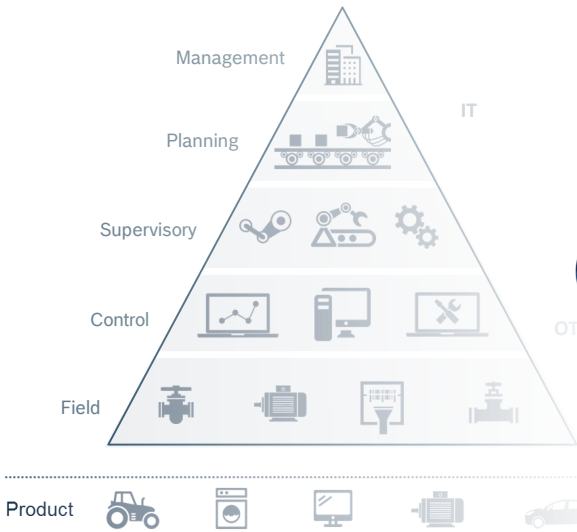 Management
IT
Planning
Supervisory
Control
OT
Field
Product